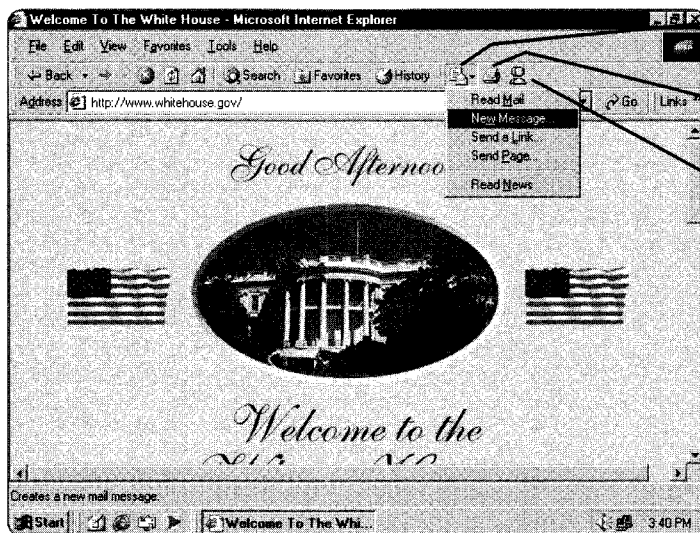 Welcome To The White House - Microsoft Internet Explorer
File Edit View Favorites Tools Help
Back Search Favorites History
Address http://www.whitehouse.gov/ Go Links
Read Mail
New Message...
Send a Link...
Send Page...
Read News
Good Afternoo
Welcome to the
Creates a new mail message.
Start Welcome To The Whi... 3:40 PM